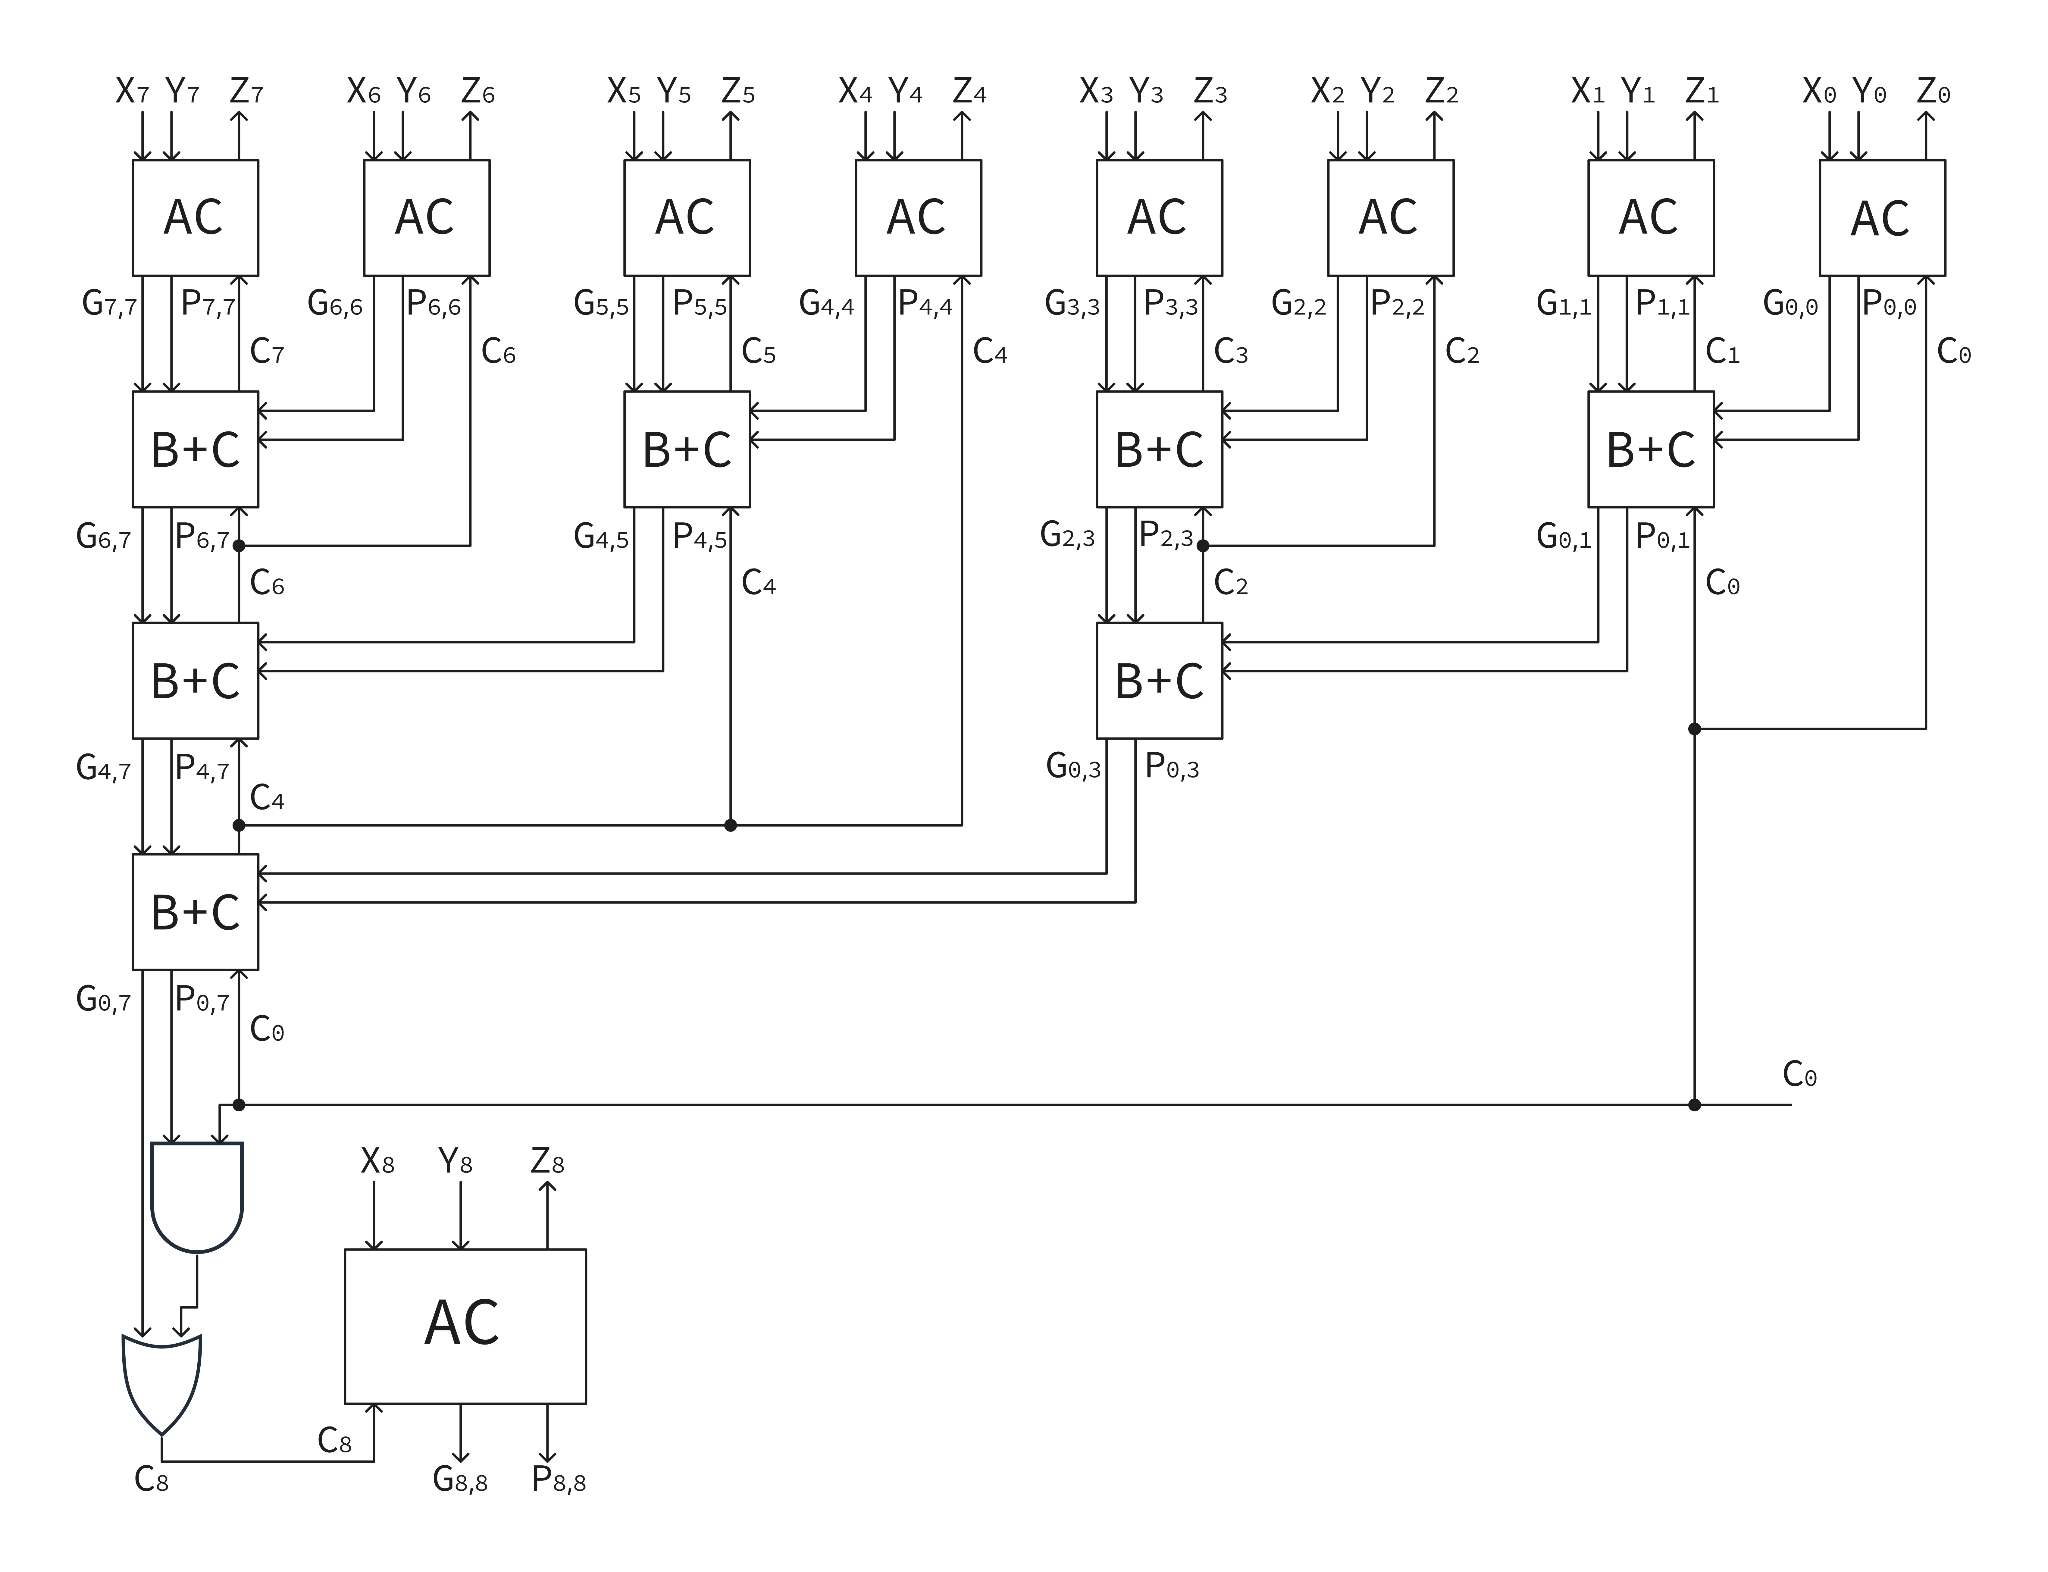 X7 Y7 Z7 X6 Y6 Z6 X5 Y5 Z5 X4 Y4 Z4 X3 Y3 Z3 X2 Y2 Z2 X1 Y1 Z1 X0 Y0 Z0
AC AC AC AC AC AC AC AC
G7,7 P7,7 G6,6 P6,6 G5,5 P5,5 G4,4 P4,4 G3,3 P3,3 G2,2 P2,2 G1,1 P1,1 G0,0 P0,0
C7 C6 C5 C4 C3 C2 C1 C0
B+C B+C B+C B+C
G6,7 P6,7 G4,5 P4,5 G2,3 P2,3 G0,1 P0,1
C6 C4 C2 C0
B+C B+C
G4,7 P4,7 G0,3 P0,3
C4
B+C
G0,7 P0,7
C0
C0
X8 Y8 Z8
AC
C8
C8 G8,8 P8,8